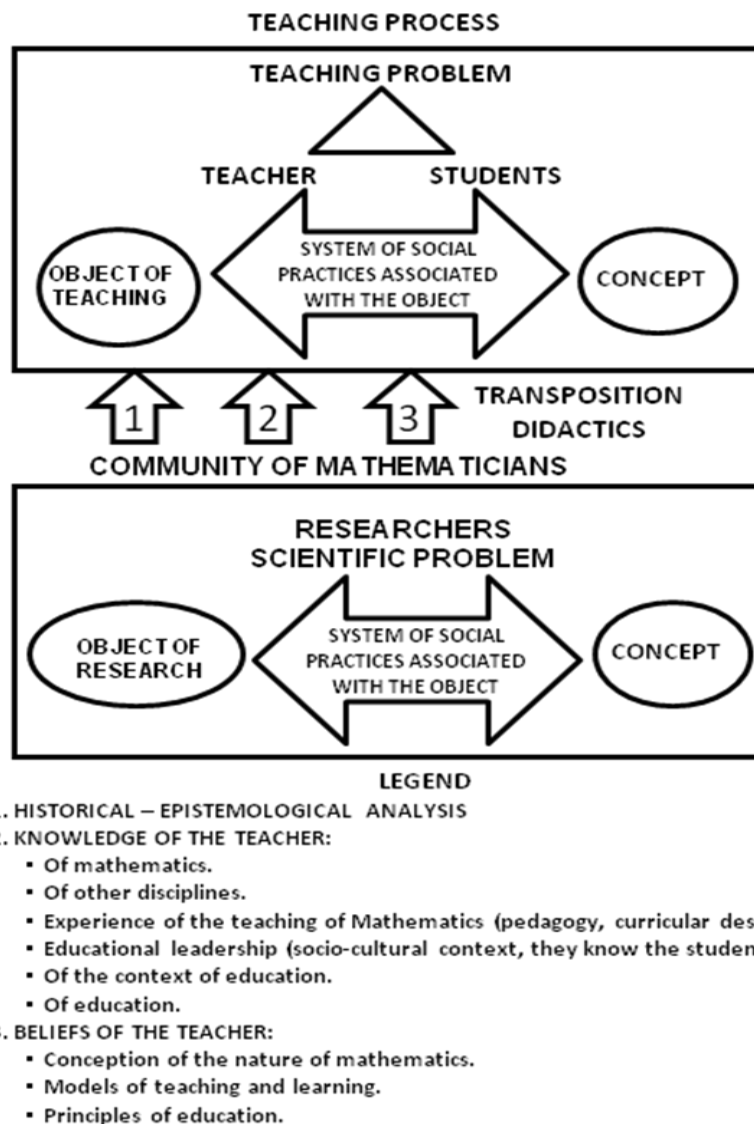 TEACHING PROCESS
TEACHING PROBLEM
TEACHER STUDENTS
OBJECT OF
TEACHING
SYSTEM OF SOCIAL
PRACTICES ASSOCIATED
WITH THE OBJECT
CONCEPT
1 2 3
TRANSPOSITION
DIDACTICS
COMMUNITY OF MATHEMATICIANS
RESEARCHERS
SCIENTIFIC PROBLEM
OBJECT OF
RESEARCH
SYSTEM OF SOCIAL
PRACTICES ASSOCIATED
WITH THE OBJECT
CONCEPT
LEGEND
. HISTORICAL – EPISTEMOLOGICAL ANALYSIS
. KNOWLEDGE OF THE TEACHER:
▪ Of mathematics.
▪ Of other disciplines.
▪ Experience of the teaching of Mathematics (pedagogy, curricular des
▪ Educational leadership (socio-cultural context, they know the studen
▪ Of the context of education.
▪ Of education.
. BELIEFS OF THE TEACHER:
▪ Conception of the nature of mathematics.
▪ Models of teaching and learning.
▪ Principles of education.